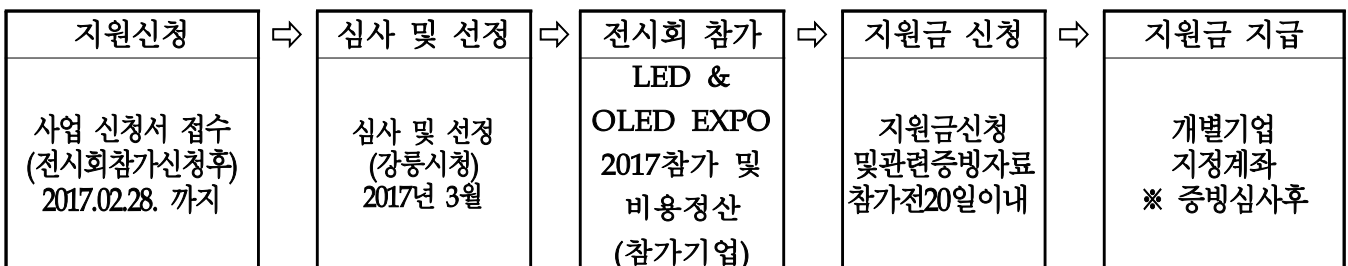 지원신청 ⇨ 심사 및 선정 ⇨ 전시회 참가 ⇨ 지원금 신청 ⇨ 지원금 지급
사업 신청서 접수
(전시회참가신청후)
2017.02.28. 까지
심사 및 선정
(강릉시청)
2017년 3월
LED &
OLED EXPO
2017참가 및
비용정산
(참가기업)
지원금신청
및관련증빙자료
참가전20일이내
개별기업
지정계좌
※ 증빙심사후